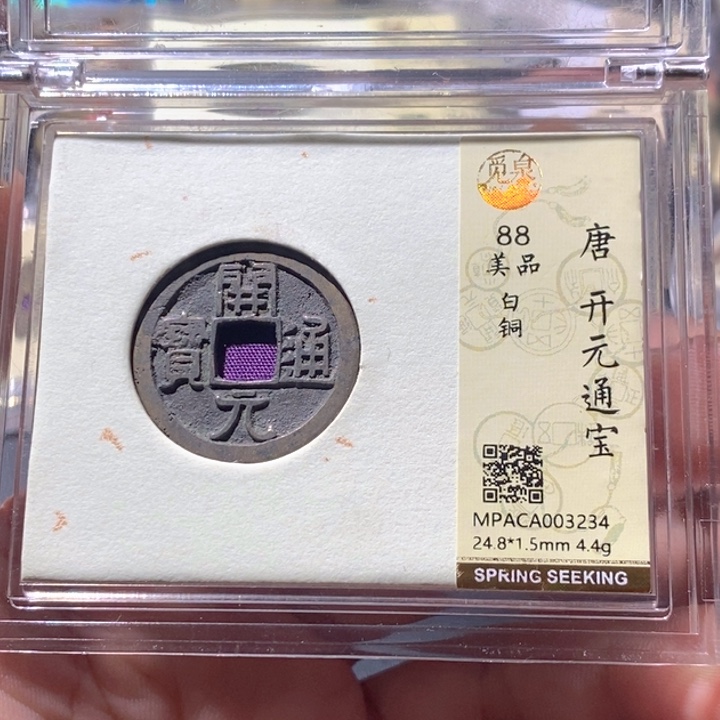 開
通
元
寶
觅泉
88
美品
白
铜
唐 开元通宝
MPACA003234
24.8*1.5mm 4.4g
SPRING SEEKING